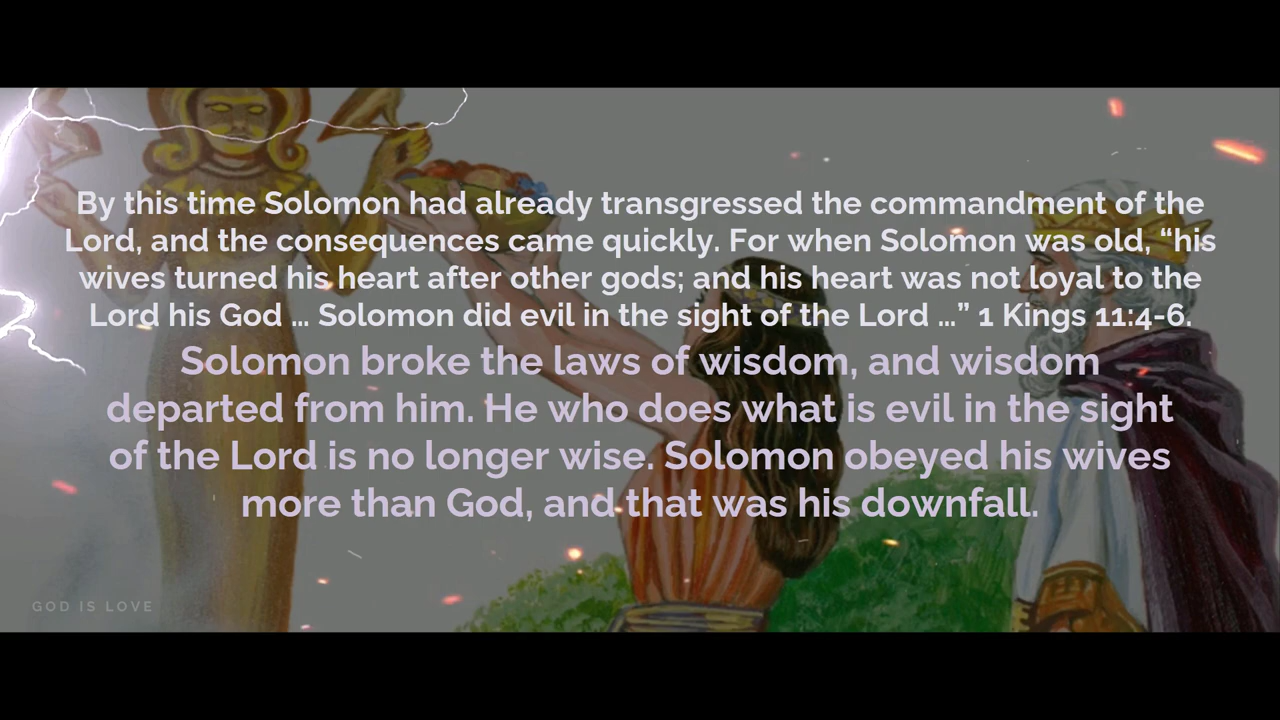 By this time Solomon had already transgressed the commandment of the
Lord, and the consequences came quickly. For when Solomon was old, “his
wives turned his heart after other gods; and his heart was not loyal to the
Lord his God … Solomon did evil in the sight of the Lord …” 1 Kings 11:4-6.
Solomon broke the laws of wisdom, and wisdom
departed from him. He who does what is evil in the sight
of the Lord is no longer wise. Solomon obeyed his wives
more than God, and that was his downfall.
GOD IS LOVE